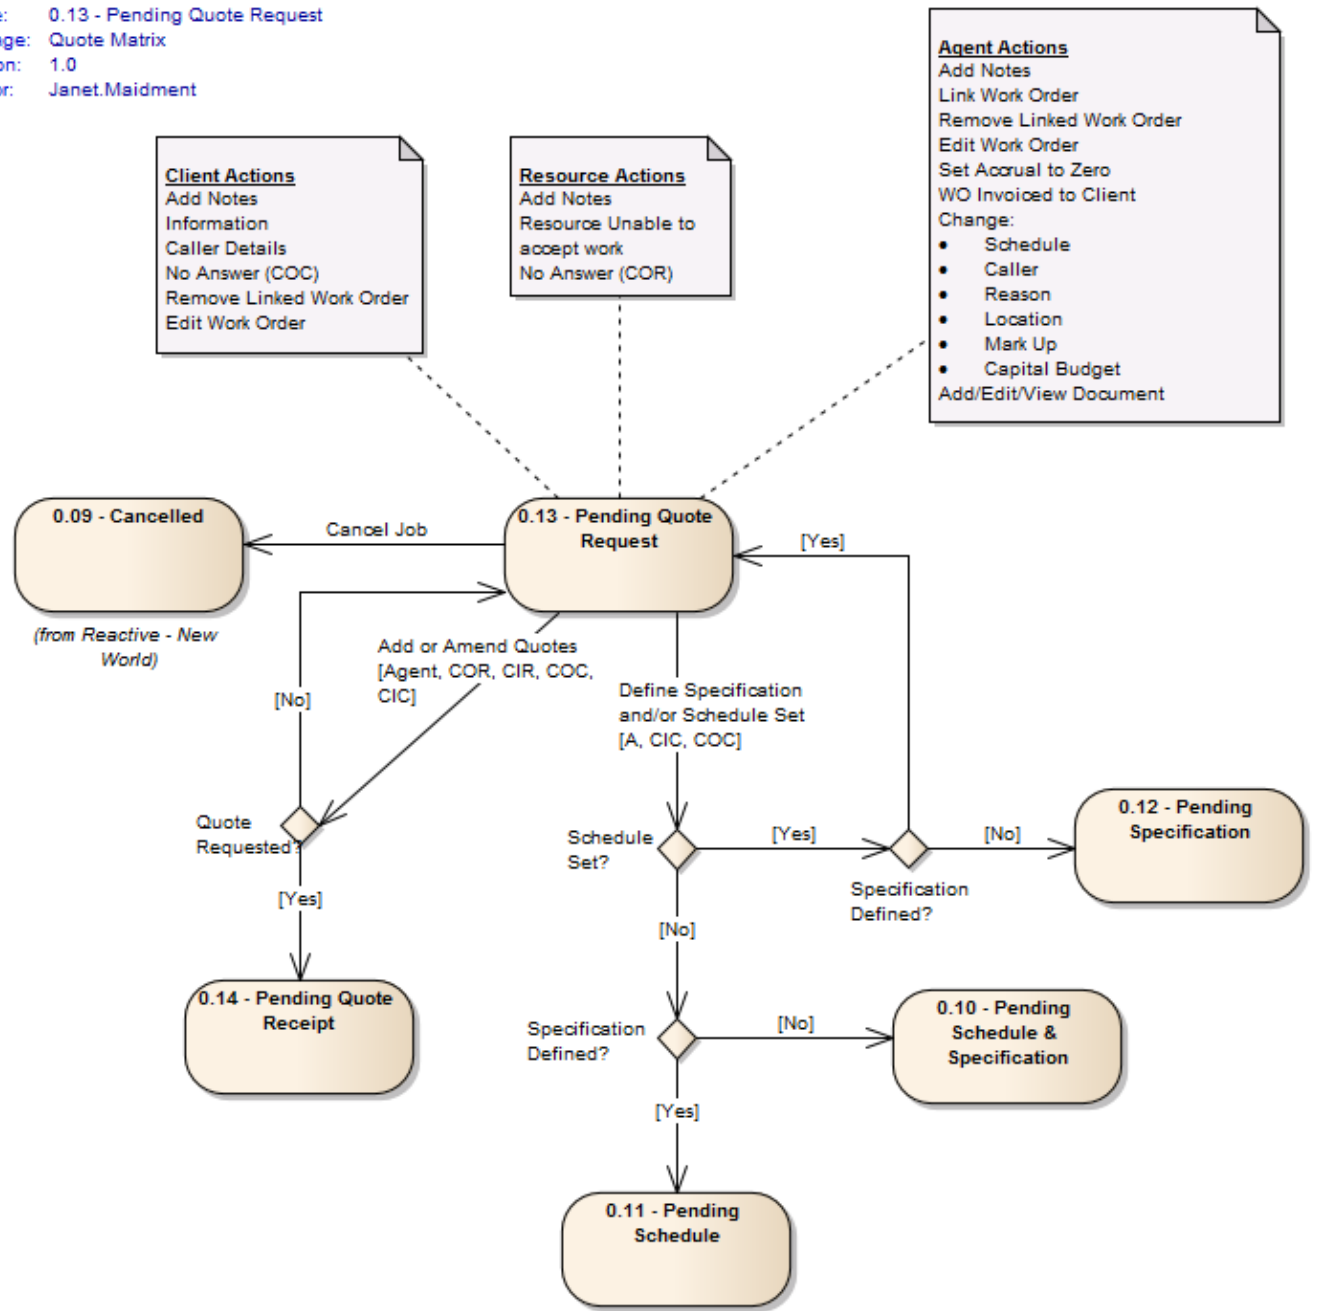 e: 0.13 - Pending Quote Request
ge: Quote Matrix
on: 1.0
or: Janet.Maidment
Client Actions
Add Notes
Information
Caller Details
No Answer (COC)
Remove Linked Work Order
Edit Work Order
Resource Actions
Add Notes
Resource Unable to
accept work
No Answer (COR)
Agent Actions
Add Notes
Link Work Order
Remove Linked Work Order
Edit Work Order
Set Accrual to Zero
WO Invoiced to Client
Change:
• Schedule
• Caller
• Reason
• Location
• Mark Up
• Capital Budget
Add/Edit/View Document
0.09 - Cancelled
(from Reactive - New
World)
Cancel Job
0.13 - Pending Quote
Request
[Yes]
Add or Amend Quotes
[Agent, COR, CIR, COC,
CIC]
[No]
Define Specification
and/or Schedule Set
[A, CIC, COC]
Quote
Requested?
Schedule
Set?
[Yes]
[No]
Specification
Defined?
0.12 - Pending
Specification
[Yes]
[No]
0.14 - Pending Quote
Receipt
Specification
Defined?
[No]
0.10 - Pending
Schedule &
Specification
[Yes]
0.11 - Pending
Schedule